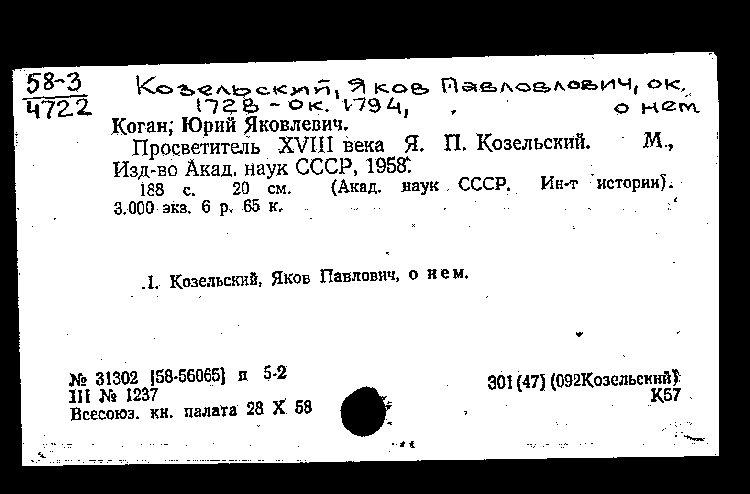 58-3
4722
Козельский, Яков Павловлович, ок.
1728 - ок. 1794,
о нем
Коган, Юрий Яковлевич.
Просветитель XVIII века Я. П. Козельский. М.,
Изд-во Акад. наук СССР, 1958.
188 с. 20 см. (Акад. наук СССР. Ин-т истории).
3.000 экз. 6 р. 65 к.
1. Козельский, Яков Павлович, о нем.
№ 31302 [58-56065] п 5-2
III № 1237
Всесоюз. кн. палата 28 X 58
301(47)(092Козельский)
К57